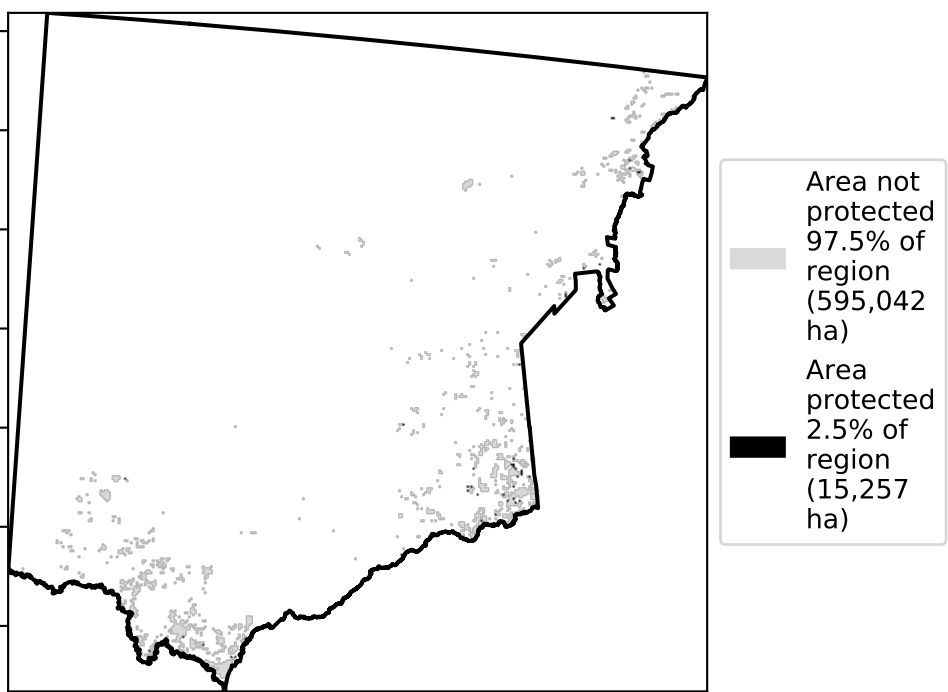 Area not
protected
97.5% of
region
(595,042
ha)
Area
protected
2.5% of
region
(15,257
ha)